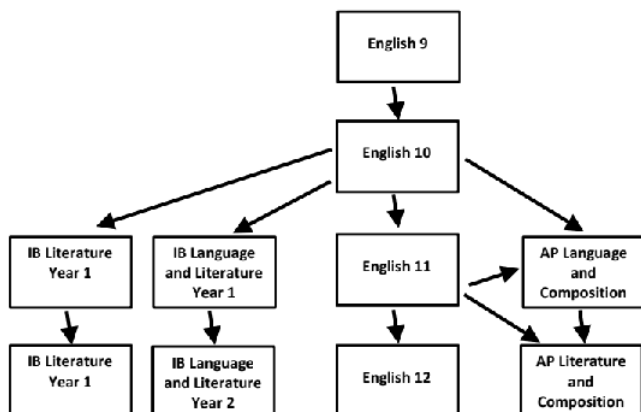 English 9
English 10
IB Literature
Year 1
IB Language
and Literature
Year 1
English 11
AP Language
and
Composition
IB Literature
Year 1
IB Language
and Literature
Year 2
English 12
AP Literature
and
Composition